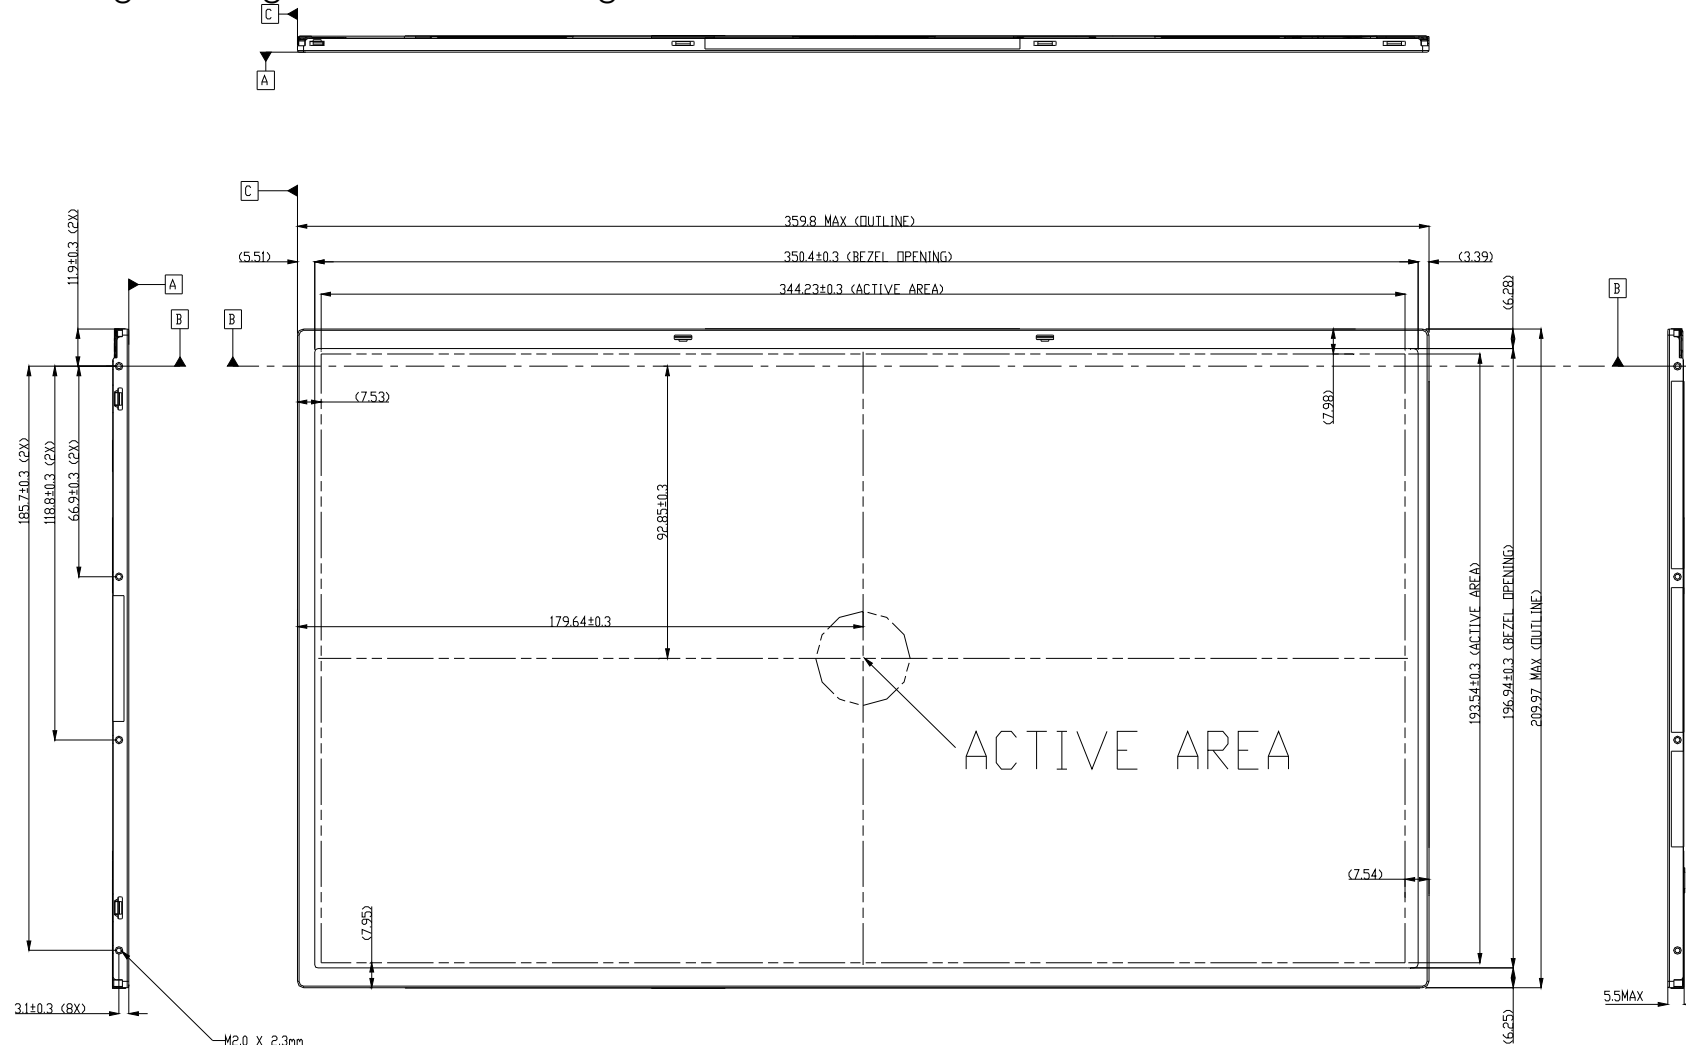 C
A
C
359.8 MAX (OUTLINE)
(5.51)
350.4±0.3 (BEZEL OPENING)
(3.39)
344.23±0.3 (ACTIVE AREA)
11.9±0.3 (2X)
A
B
B
(6.28)
B
(7.53)
(7.98)
185.7±0.3 (2X)
118.8±0.3 (2X)
66.9±0.3 (2X)
92.85±0.3
179.64±0.3
193.54±0.3 (ACTIVE AREA)
196.94±0.3 (BEZEL OPENING)
209.97 MAX (OUTLINE)
ACTIVE AREA
(7.54)
(7.95)
3.1±0.3 (8X)
5.5MAX
(6.25)
M2.0 X 2.3mm